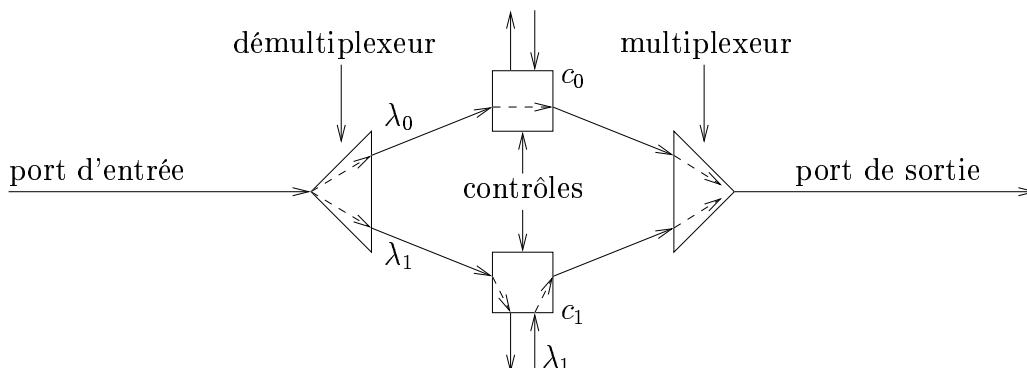 démultiplexeur
multiplexeur
c₀
λ₀
port d'entrée
contrôles
port de sortie
λ₁
c₁
λ₁